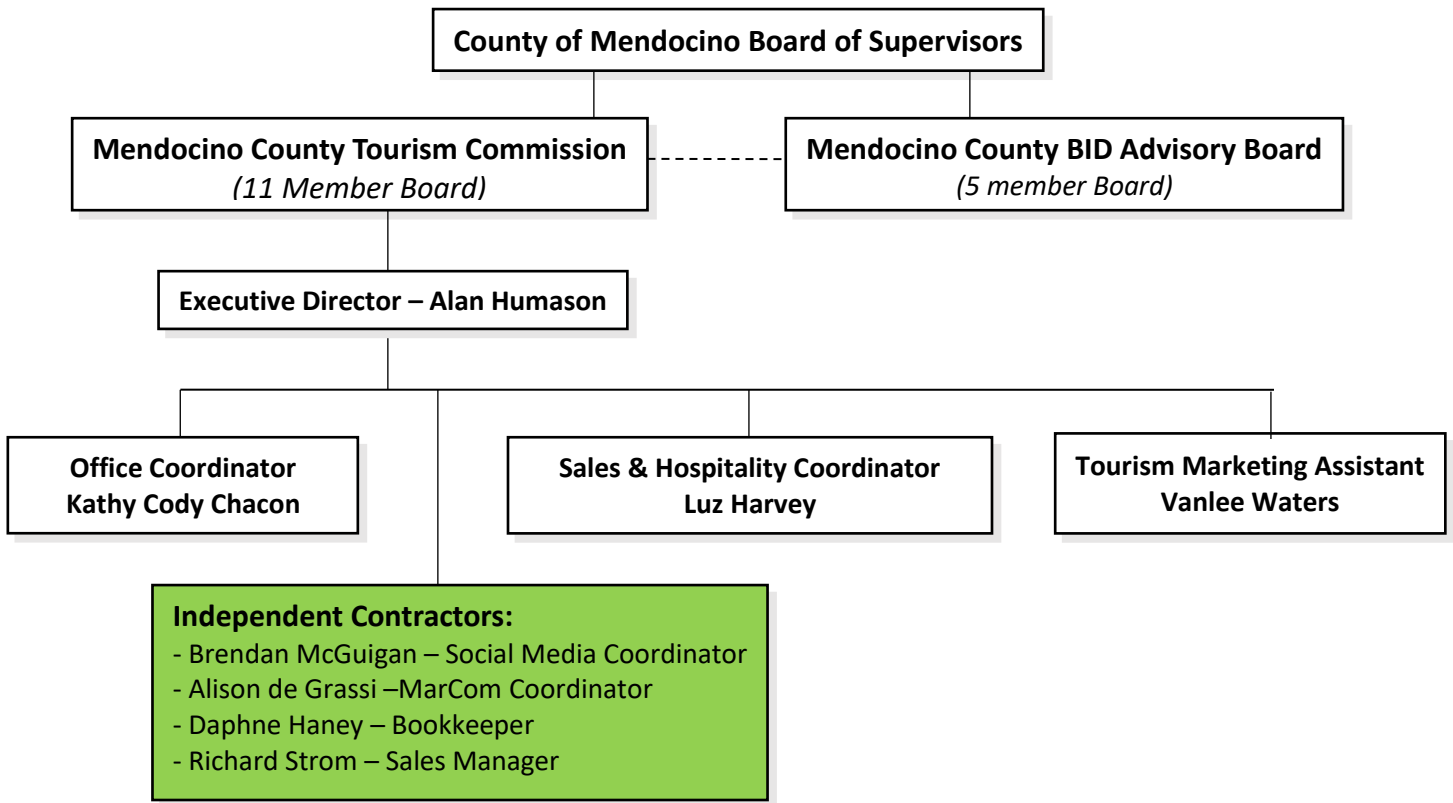 County of Mendocino Board of Supervisors
Mendocino County Tourism Commission
(11 Member Board)
Mendocino County BID Advisory Board
(5 member Board)
Executive Director – Alan Humason
Office Coordinator
Kathy Cody Chacon
Sales & Hospitality Coordinator
Luz Harvey
Tourism Marketing Assistant
Vanlee Waters
Independent Contractors:
- Brendan McGuigan – Social Media Coordinator
- Alison de Grassi –MarCom Coordinator
- Daphne Haney – Bookkeeper
- Richard Strom – Sales Manager